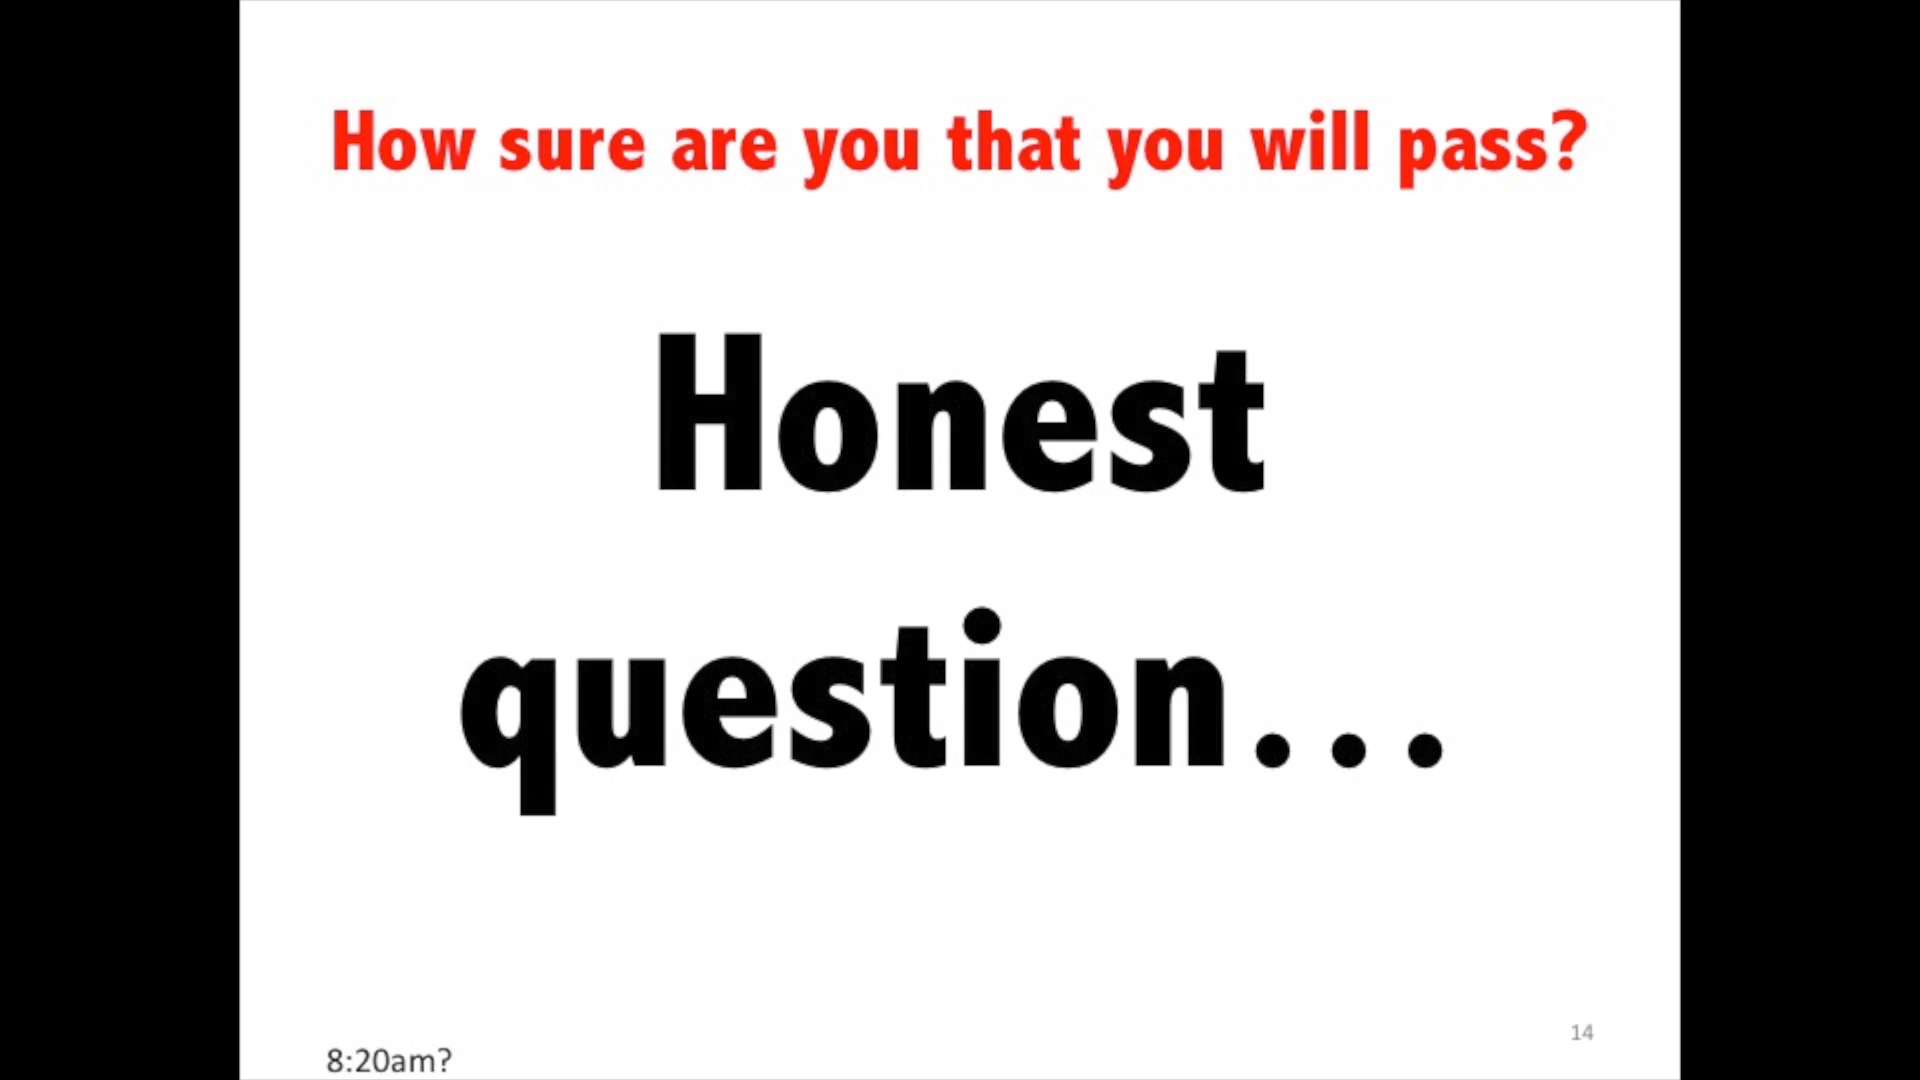 How sure are you that you will pass?
Honest
question...
14
8:20am?